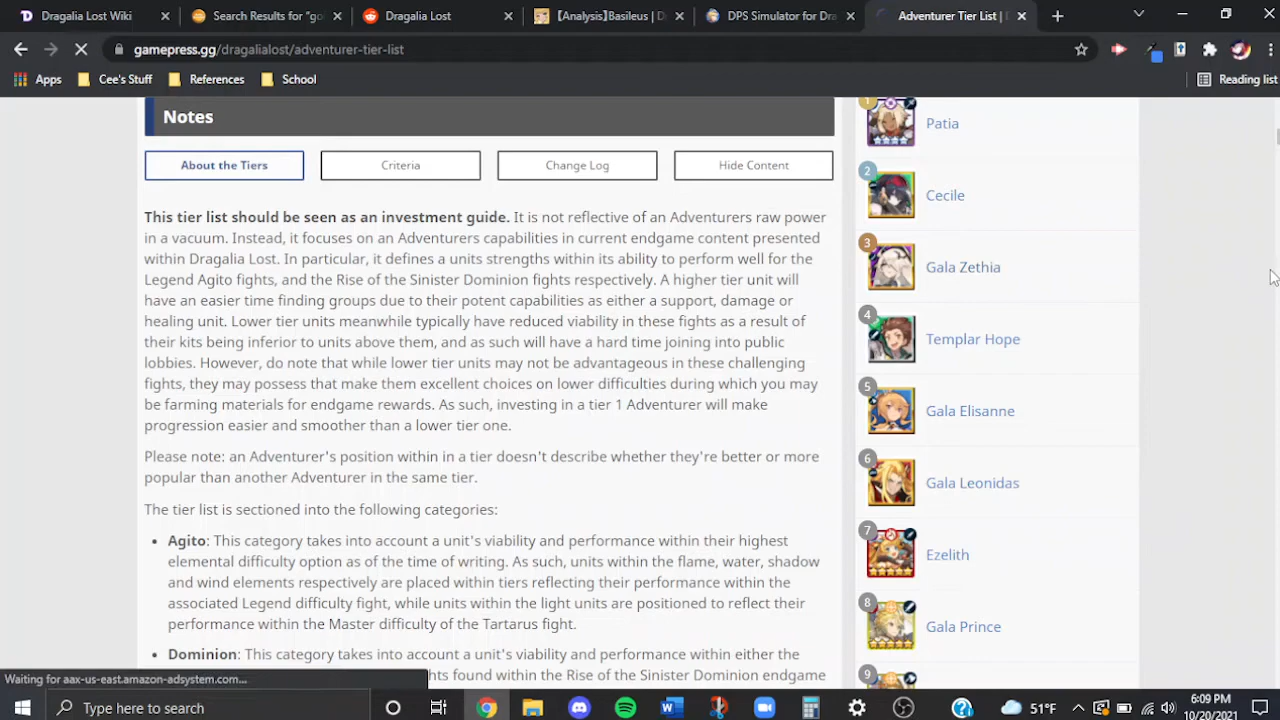 Dragalia Lost Wiki
Search Results for "go
Dragalia Lost
【Analysis】Basileus | D
DPS Simulator for Dra
Adventurer Tier List |
gamepress.gg/dragalialost/adventurer-tier-list
Apps Cee's Stuff References School Reading list
Notes
About the Tiers Criteria Change Log Hide Content
This tier list should be seen as an investment guide. It is not reflective of an Adventurers raw power
in a vacuum. Instead, it focuses on an Adventurers capabilities in current endgame content presented
within Dragalia Lost. In particular, it defines a units strengths within its ability to perform well for the
Legend Agito fights, and the Rise of the Sinister Dominion fights respectively. A higher tier unit will
have an easier time finding groups due to their potent capabilities as either a support, damage or
healing unit. Lower tier units meanwhile typically have reduced viability in these fights as a result of
their kits being inferior to units above them, and as such will have a hard time joining into public
lobbies. However, do note that while lower tier units may not be advantageous in these challenging
fights, they may possess that make them excellent choices on lower difficulties during which you may
be farming materials for endgame rewards. As such, investing in a tier 1 Adventurer will make
progression easier and smoother than a lower tier one.
Please note: an Adventurer's position within in a tier doesn't describe whether they're better or more
popular than another Adventurer in the same tier.
The tier list is sectioned into the following categories:
• Agito: This category takes into account a unit's viability and performance within their highest
elemental difficulty option as of the time of writing. As such, units within the flame, water, shadow
and wind elements respectively are placed within tiers reflecting their performance within the
associated Legend difficulty fight, while units within the light units are positioned to reflect their
performance within the Master difficulty of the Tartarus fight.
• Dominion: This category takes into account a unit's viability and performance within either the
ghts found within the Rise of the Sinister Dominion endgame
1 Patia
2 Cecile
3 Gala Zethia
4 Templar Hope
5 Gala Elisanne
6 Gala Leonidas
7 Ezelith
8 Gala Prince
9
Waiting for aax-us-east.amazon-adsystem.com...
Type here to search
51°F
6:09 PM
10/20/2021